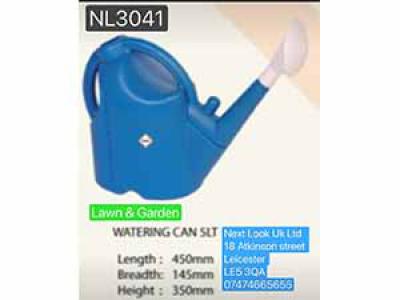 NL3041
Lawn & Garden
WATERING CAN 5LT
Next Look Uk Ltd
18 Atkinson street
Leicester
LE5 3QA
07474665655
Length : 450mm
Breadth: 145mm
Height : 350mm